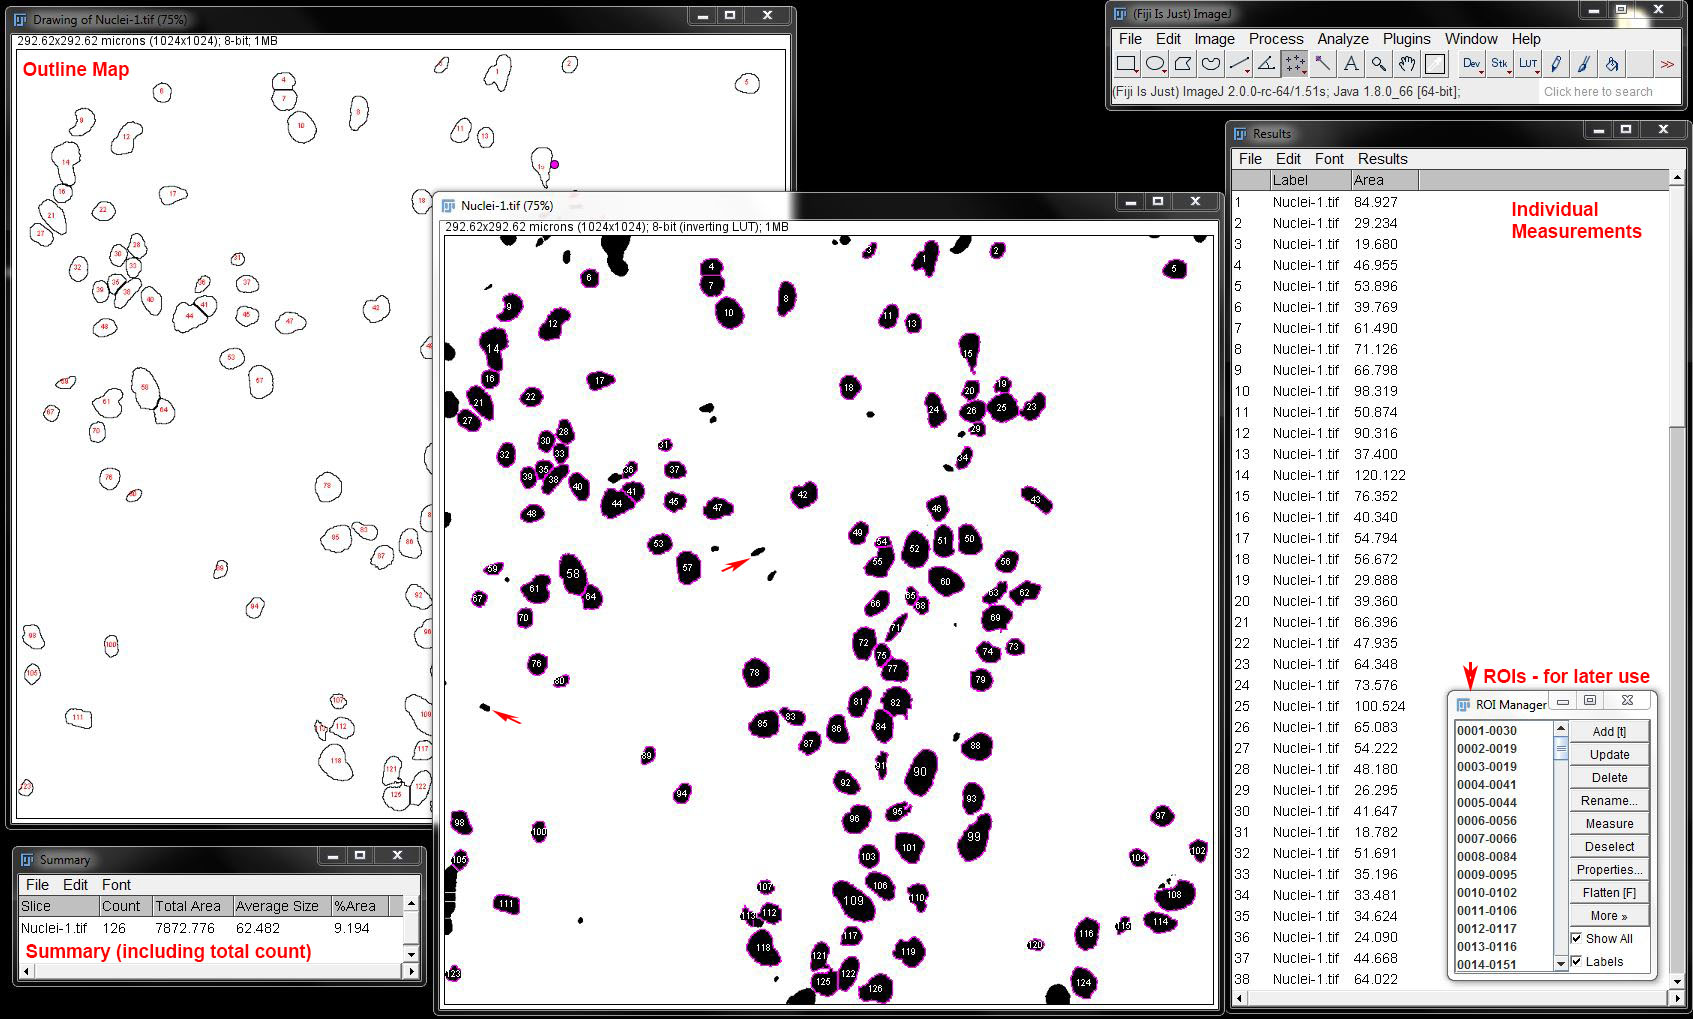 Drawing of Nuclei-1.tif (75%)
292.62x292.62 microns (1024x1024); 8-bit; 1MB
Outline Map
(Fiji Is Just) ImageJ
File Edit Image Process Analyze Plugins Window Help
Dev Stk LUT >>
(Fiji Is Just) ImageJ 2.0.0-rc-64/1.51s; Java 1.8.0_66 [64-bit];
Click here to search
Nuclei-1.tif (75%)
292.62x292.62 microns (1024x1024); 8-bit (inverting LUT); 1MB
Results
File Edit Font Results
Label Area
1 Nuclei-1.tif 84.927
2 Nuclei-1.tif 29.234
3 Nuclei-1.tif 19.680
4 Nuclei-1.tif 46.955
5 Nuclei-1.tif 53.896
6 Nuclei-1.tif 39.769
7 Nuclei-1.tif 61.490
8 Nuclei-1.tif 71.126
9 Nuclei-1.tif 66.798
10 Nuclei-1.tif 98.319
11 Nuclei-1.tif 50.874
12 Nuclei-1.tif 90.316
13 Nuclei-1.tif 37.400
14 Nuclei-1.tif 120.122
15 Nuclei-1.tif 76.352
16 Nuclei-1.tif 40.340
17 Nuclei-1.tif 54.794
18 Nuclei-1.tif 56.672
19 Nuclei-1.tif 29.888
20 Nuclei-1.tif 39.360
21 Nuclei-1.tif 86.396
22 Nuclei-1.tif 47.935
23 Nuclei-1.tif 64.348
24 Nuclei-1.tif 73.576
25 Nuclei-1.tif 100.524
26 Nuclei-1.tif 65.083
27 Nuclei-1.tif 54.222
28 Nuclei-1.tif 48.180
29 Nuclei-1.tif 26.295
30 Nuclei-1.tif 41.647
31 Nuclei-1.tif 18.782
32 Nuclei-1.tif 51.691
33 Nuclei-1.tif 35.196
34 Nuclei-1.tif 33.481
35 Nuclei-1.tif 34.624
36 Nuclei-1.tif 24.090
37 Nuclei-1.tif 44.668
38 Nuclei-1.tif 64.022
Individual
Measurements
ROIs - for later use
ROI Manager
0001-0030
0002-0019
0003-0019
0004-0041
0005-0044
0006-0056
0007-0066
0008-0084
0009-0095
0010-0102
0011-0106
0012-0117
0013-0116
0014-0151
Add [t]
Update
Delete
Rename...
Measure
Deselect
Properties...
Flatten [F]
More »
Show All
Labels
Summary
File Edit Font
Slice Count Total Area Average Size %Area
Nuclei-1.tif 126 7872.776 62.482 9.194
Summary (including total count)